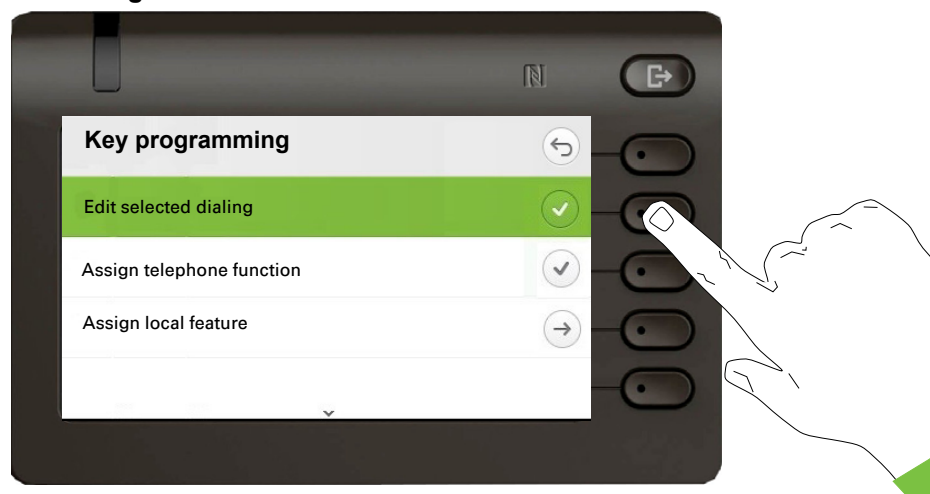 Key programming
Edit selected dialing
Assign telephone function
Assign local feature